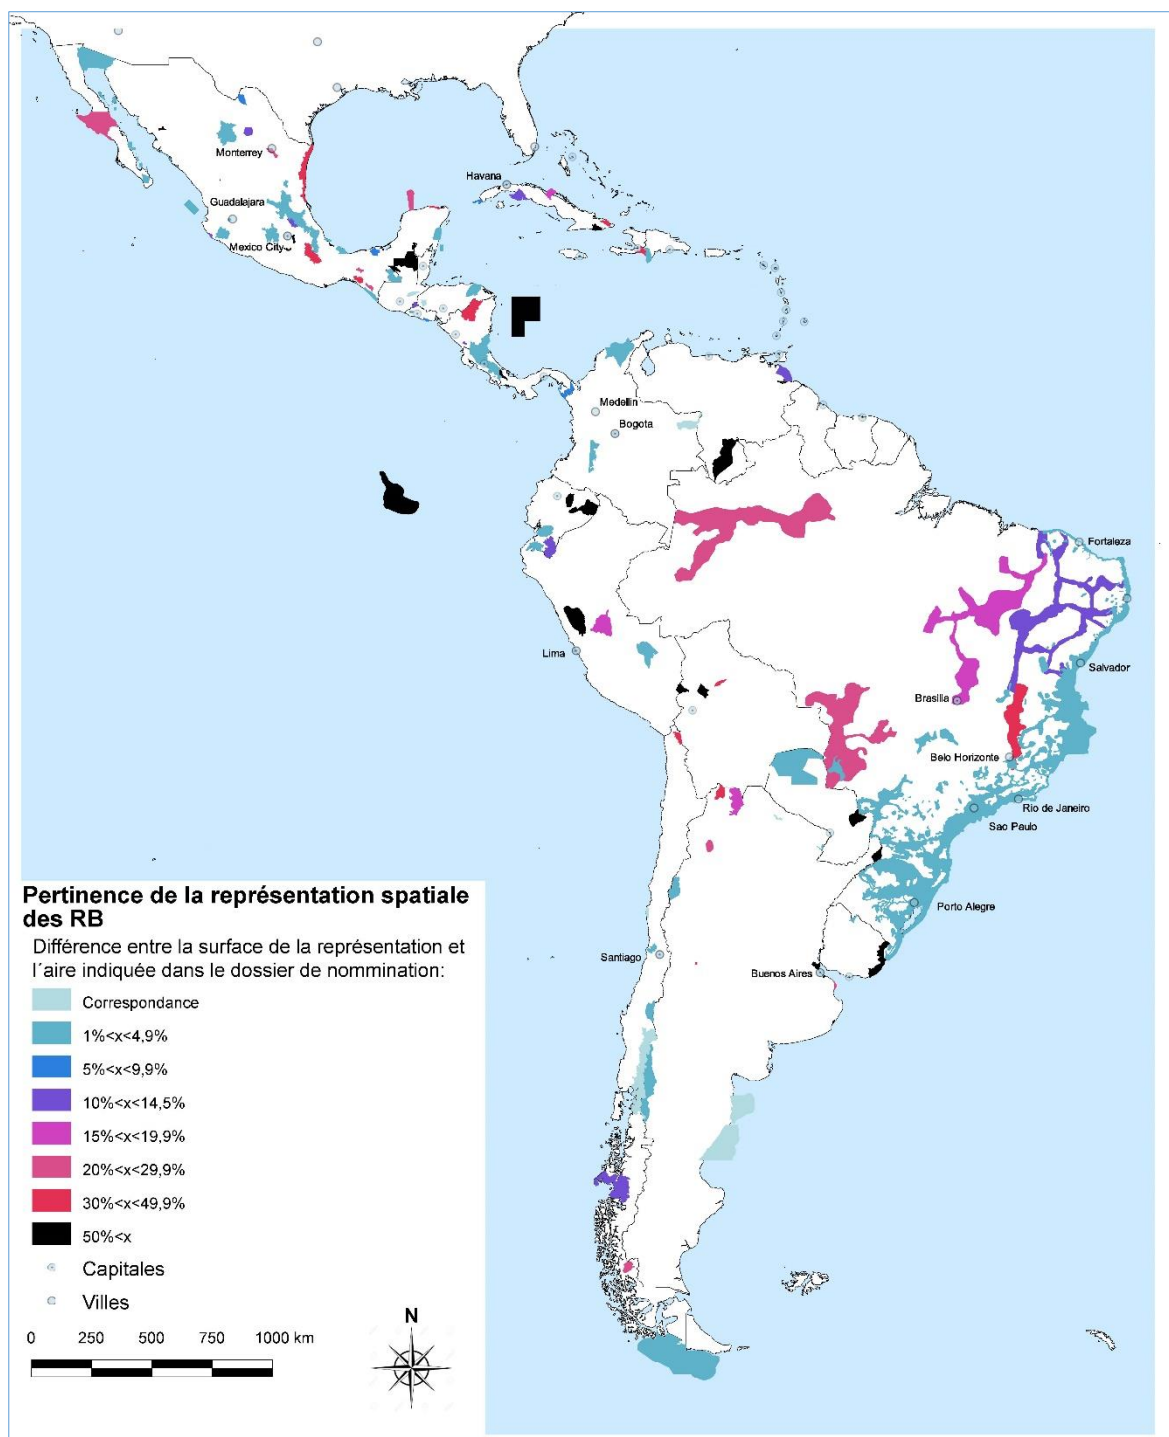 Monterrey
Havana
Guadalajara
Mexico City
Medellin
Bogota
Fortaleza
Lima
Salvador
Brasilia
Belo Horizonte
Rio de Janeiro
Sao Paulo
Porto Alegre
Santiago
Buenos Aires
Pertinence de la représentation spatiale
des RB
Différence entre la surface de la représentation et
l´aire indiquée dans le dossier de nommination:
Correspondance
1%<x<4,9%
5%<x<9,9%
10%<x<14,5%
15%<x<19,9%
20%<x<29,9%
30%<x<49,9%
50%<x
Capitales
Villes
N
0 250 500 750 1000 km